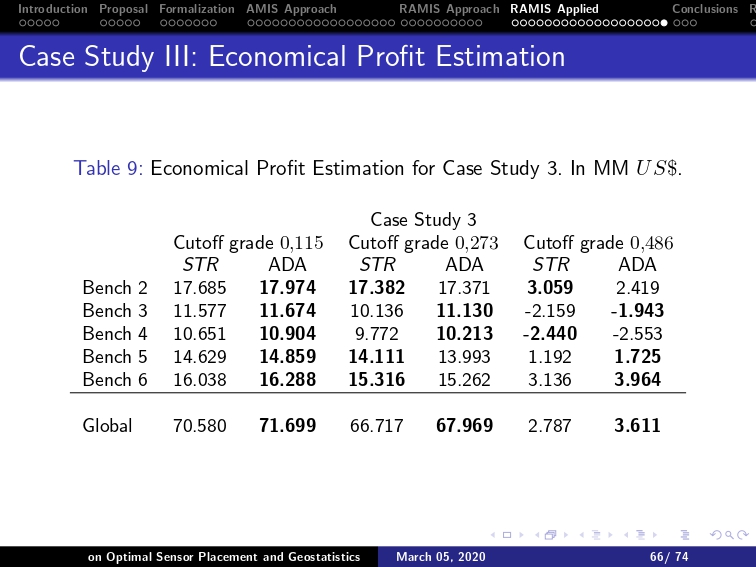 Introduction Proposal Formalization AMIS Approach RAMIS Approach RAMIS Applied Conclusions R
Case Study III: Economical Profit Estimation
Table 9: Economical Profit Estimation for Case Study 3. In MM US$.
Case Study 3
Cutoff grade 0,115 Cutoff grade 0,273 Cutoff grade 0,486
STR ADA STR ADA STR ADA
Bench 2 17.685 17.974 17.382 17.371 3.059 2.419
Bench 3 11.577 11.674 10.136 11.130 -2.159 -1.943
Bench 4 10.651 10.904 9.772 10.213 -2.440 -2.553
Bench 5 14.629 14.859 14.111 13.993 1.192 1.725
Bench 6 16.038 16.288 15.316 15.262 3.136 3.964
Global 70.580 71.699 66.717 67.969 2.787 3.611
on Optimal Sensor Placement and Geostatistics March 05, 2020 66/ 74